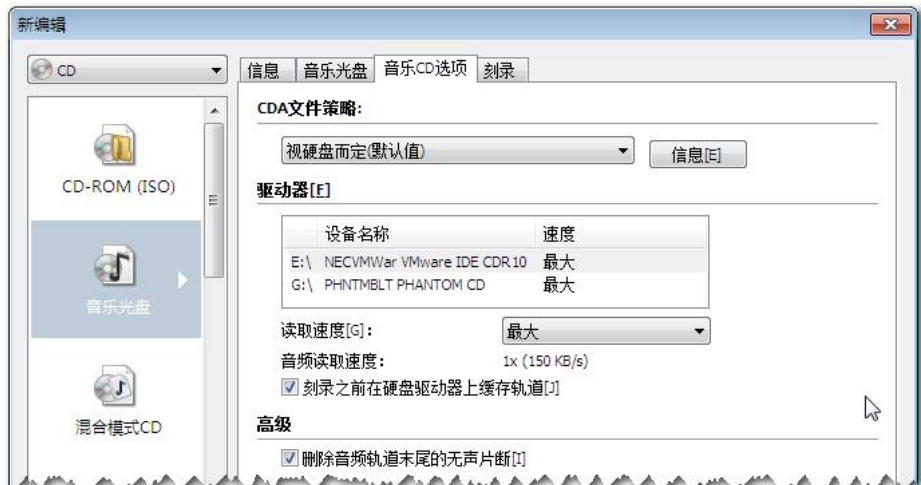 新编辑
CD
信息 音乐光盘 音乐CD选项 刻录
CDA文件策略:
视硬盘而定(默认值) 信息[E]
CD-ROM (ISO)
驱动器[F]
设备名称 速度
E:\ NECVMWar VMware IDE CDR10 最大
G:\ PHNTMBLT PHANTOM CD 最大
音乐光盘
读取速度[G]: 最大
音频读取速度: 1x (150 KB/s)
刻录之前在硬盘驱动器上缓存轨道[J]
混合模式CD
高级
删除音频轨道末尾的无声片断[I]